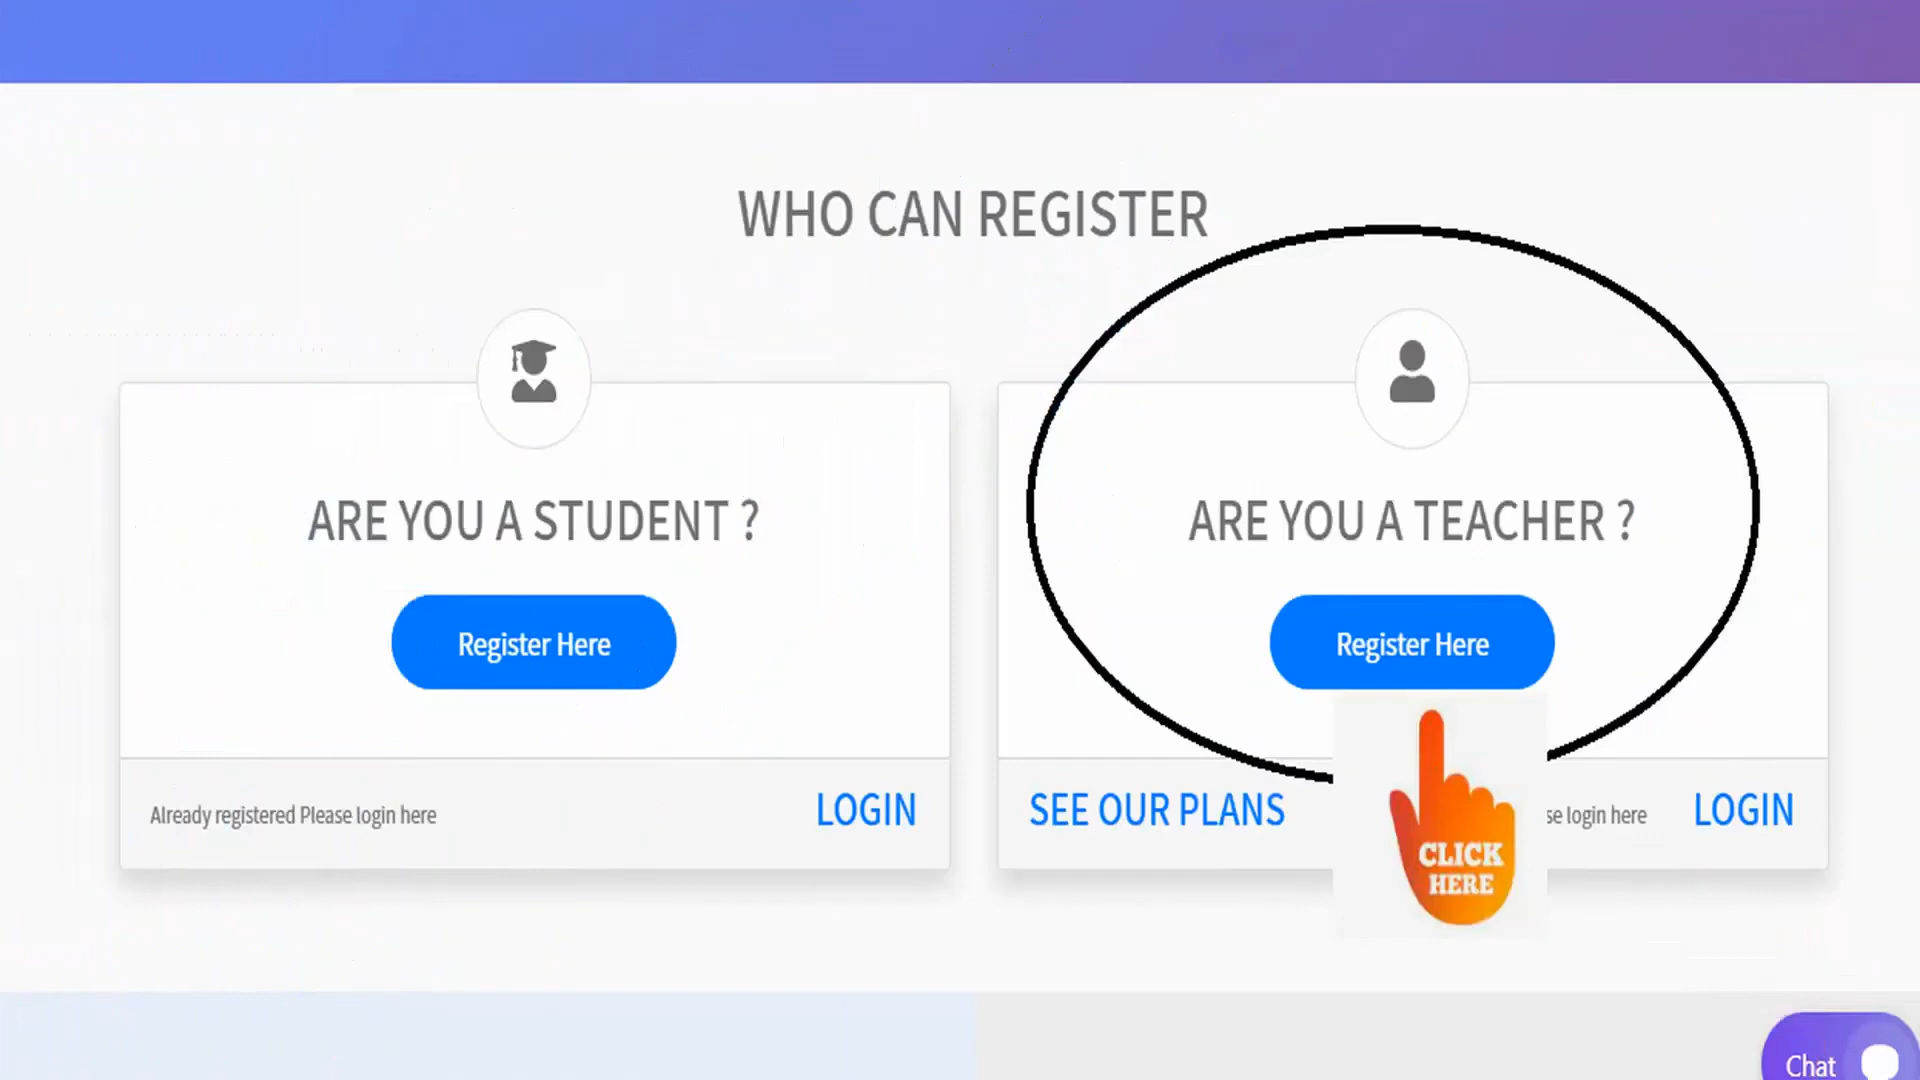 WHO CAN REGISTER
ARE YOU A STUDENT ?
Register Here
Already registered Please login here
LOGIN
ARE YOU A TEACHER ?
Register Here
SEE OUR PLANS
login here
LOGIN
CLICK
HERE
Chat